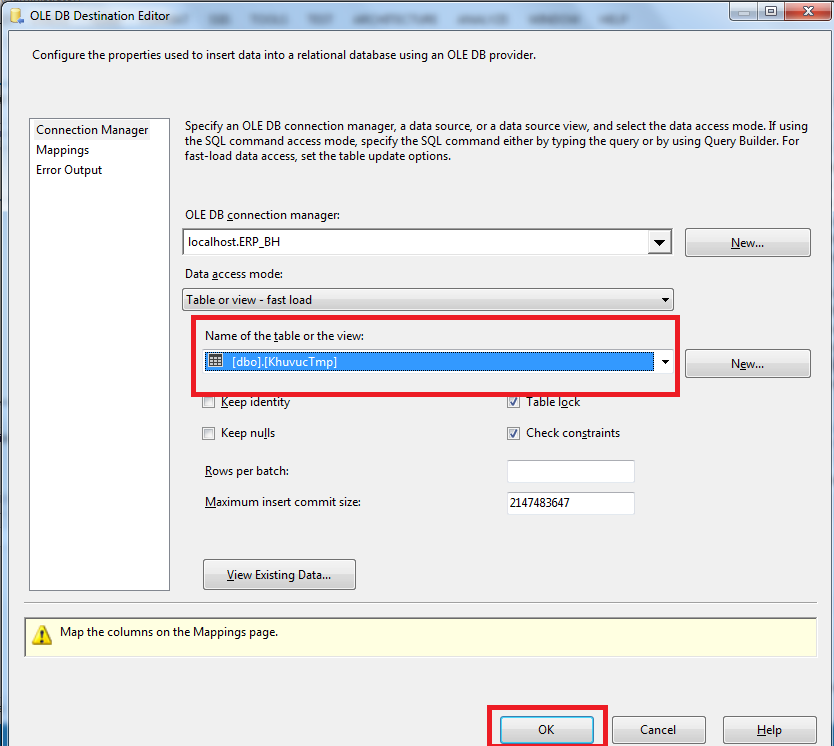 OLE DB Destination Editor
TOOLS TEST ARCHITECTURE ANALYZE WINDOW HELP
Configure the properties used to insert data into a relational database using an OLE DB provider.
Connection Manager
Mappings
Error Output
Specify an OLE DB connection manager, a data source, or a data source view, and select the data access mode. If using
the SQL command access mode, specify the SQL command either by typing the query or by using Query Builder. For
fast-load data access, set the table update options.
OLE DB connection manager:
localhost.ERP_BH
New...
Data access mode:
Table or view - fast load
Name of the table or the view:
[dbo].[KhuvucTmp]
New...
Keep identity
Table lock
Keep nulls
Check constraints
Rows per batch:
Maximum insert commit size:
2147483647
View Existing Data...
Map the columns on the Mappings page.
OK
Cancel
Help